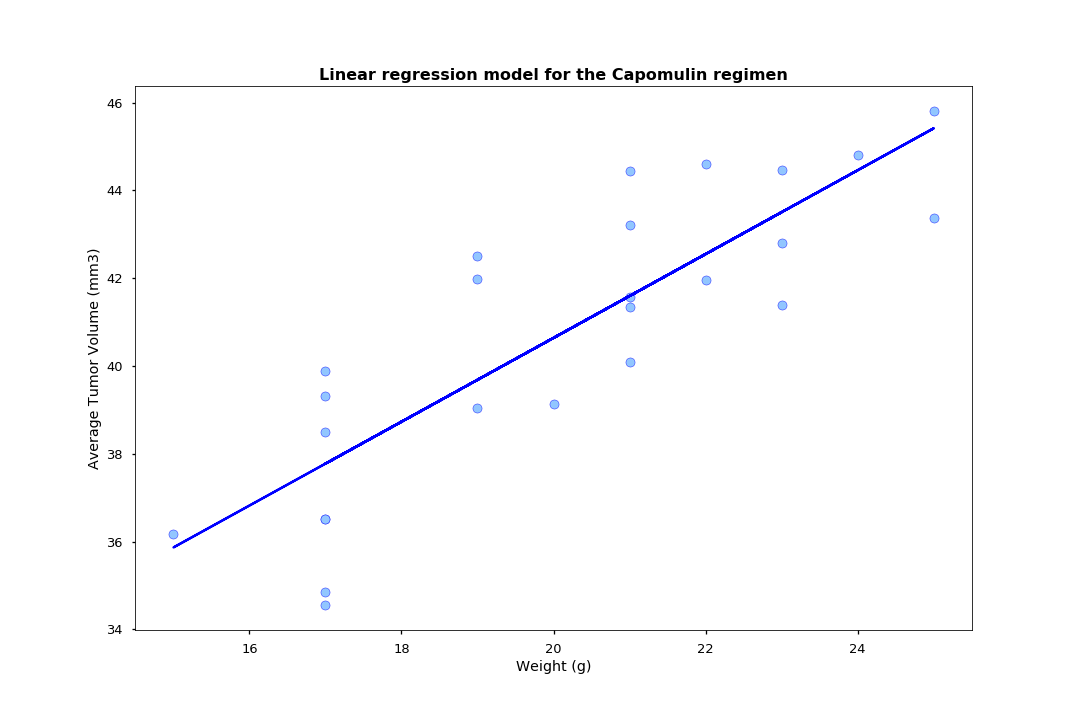 Linear regression model for the Capomulin regimen
Average Tumor Volume (mm3)
46
44
42
40
38
36
34
16 18 20 22 24
Weight (g)